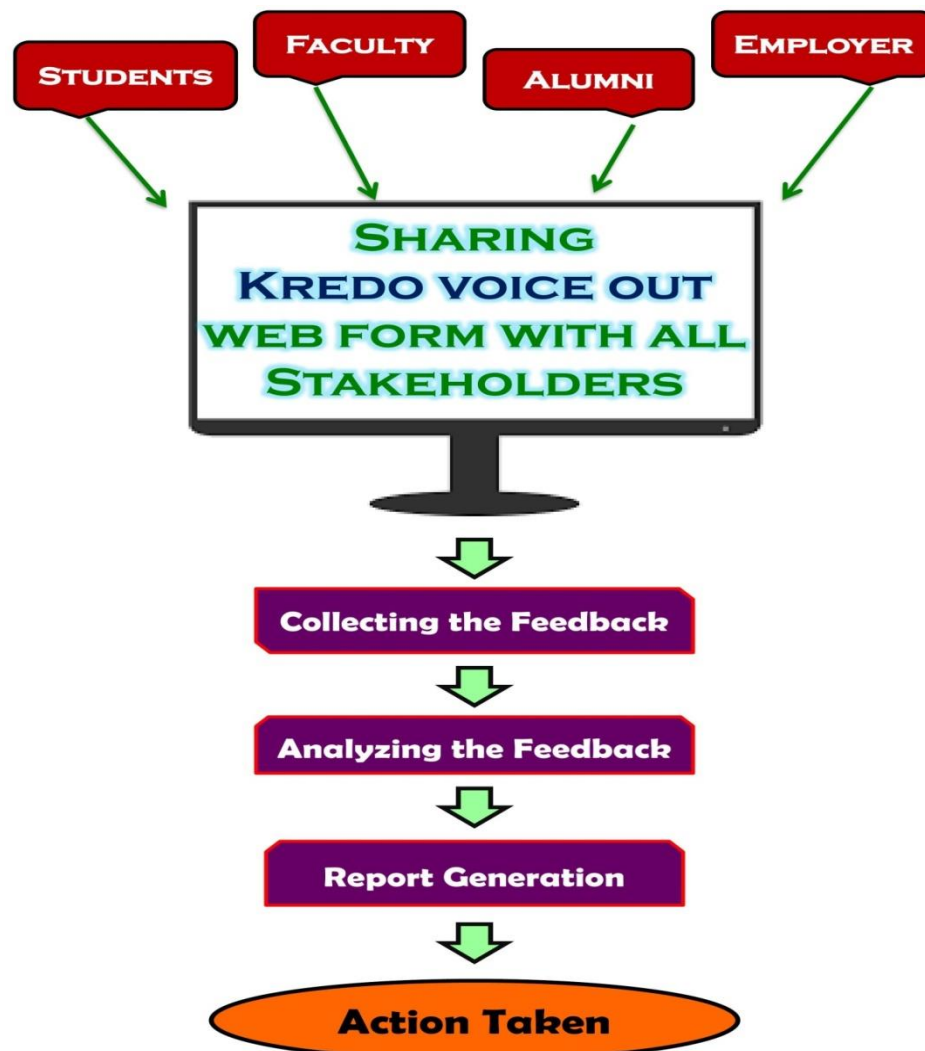 STUDENTS
FACULTY
ALUMNI
EMPLOYER
SHARING
KREDO VOICE OUT
WEB FORM WITH ALL
STAKEHOLDERS
Collecting the Feedback
Analyzing the Feedback
Report Generation
Action Taken